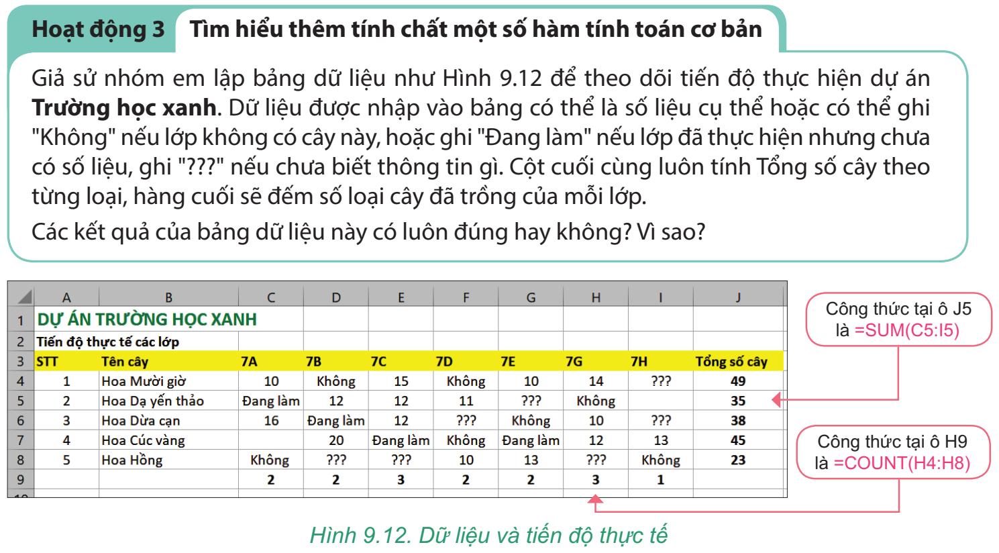 Hoạt động 3 Tìm hiểu thêm tính chất một số hàm tính toán cơ bản
Giả sử nhóm em lập bảng dữ liệu như Hình 9.12 để theo dõi tiến độ thực hiện dự án
Trường học xanh. Dữ liệu được nhập vào bảng có thể là số liệu cụ thể hoặc có thể ghi
"Không" nếu lớp không có cây này, hoặc ghi "Đang làm" nếu lớp đã thực hiện nhưng chưa
có số liệu, ghi "???" nếu chưa biết thông tin gì. Cột cuối cùng luôn tính Tổng số cây theo
từng loại, hàng cuối sẽ đếm số loại cây đã trồng của mỗi lớp.
Các kết quả của bảng dữ liệu này có luôn đúng hay không? Vì sao?
A B C D E F G H I J
1 DỰ ÁN TRƯỜNG HỌC XANH
2 Tiến độ thực tế các lớp
3 STT Tên cây 7A 7B 7C 7D 7E 7G 7H Tổng số cây
4 1 Hoa Mười giờ 10 Không 15 Không 10 14 ??? 49
5 2 Hoa Dạ yến thảo Đang làm 12 12 11 ??? Không 35
6 3 Hoa Dừa cạn 16 Đang làm 12 ??? Không 10 ??? 38
7 4 Hoa Cúc vàng 20 Đang làm Không Đang làm 12 13 45
8 5 Hoa Hồng Không ??? ??? 10 13 ??? Không 23
9 2 2 3 2 2 3 1
Công thức tại ô J5
là =SUM(C5:I5)
Công thức tại ô H9
là =COUNT(H4:H8)
Hình 9.12. Dữ liệu và tiến độ thực tế